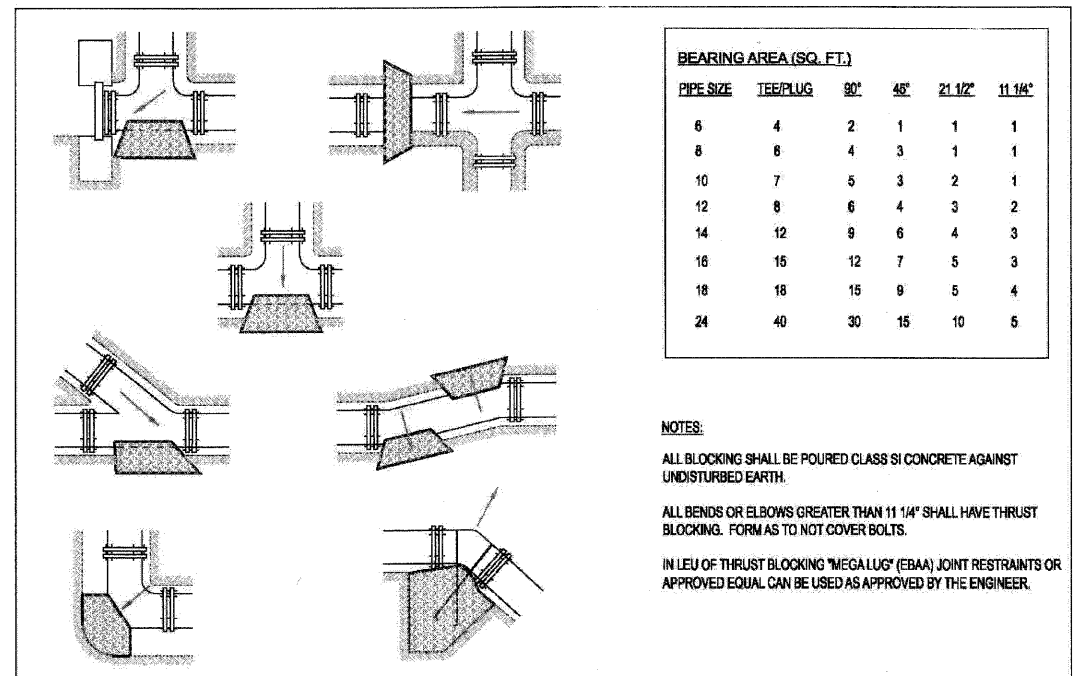 BEARING AREA (SQ. FT.)
PIPE SIZE TEE/PLUG 90° 45° 21 1/2° 11 1/4°
6 4 2 1 1 1
8 6 4 3 1 1
10 7 5 3 2 1
12 8 6 4 3 2
14 12 9 6 4 3
16 15 12 7 5 3
18 18 15 9 5 4
24 40 30 15 10 5
NOTES:
ALL BLOCKING SHALL BE POURED CLASS SI CONCRETE AGAINST
UNDISTURBED EARTH.
ALL BENDS OR ELBOWS GREATER THAN 11 1/4° SHALL HAVE THRUST
BLOCKING. FORM AS TO NOT COVER BOLTS.
IN LEU OF THRUST BLOCKING "MEGA LUG" (EBAA) JOINT RESTRAINTS OR
APPROVED EQUAL CAN BE USED AS APPROVED BY THE ENGINEER.